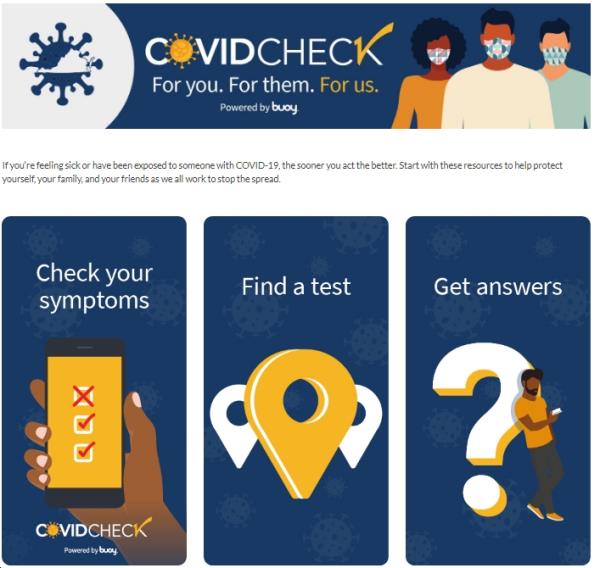 COVIDCHECK
For you. For them. For us.
Powered by buoy.
If you're feeling sick or have been exposed to someone with COVID-19, the sooner you act the better. Start with these resources to help protect
yourself, your family, and your friends as we all work to stop the spread.
Check your
symptoms
COVIDCHECK
Powered by buoy.
Find a test
Get answers